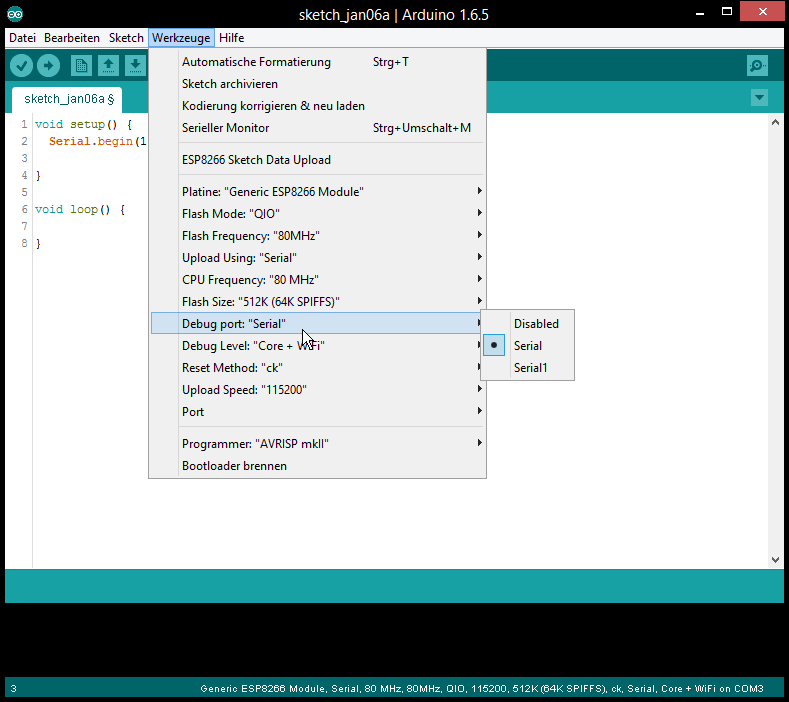 sketch_jan06a | Arduino 1.6.5
Datei Bearbeiten Sketch Werkzeuge Hilfe
sketch_jan06a §
1 void setup() {
2 Serial.begin(1
3
4 }
5
6 void loop() {
7
8 }
Automatische Formatierung Strg+T
Sketch archivieren
Kodierung korrigieren & neu laden
Serieller Monitor Strg+Umschalt+M
ESP8266 Sketch Data Upload
Platine: "Generic ESP8266 Module"
Flash Mode: "QIO"
Flash Frequency: "80MHz"
Upload Using: "Serial"
CPU Frequency: "80 MHz"
Flash Size: "512K (64K SPIFFS)"
Debug port: "Serial"
Debug Level: "Core + WiFi"
Reset Method: "ck"
Upload Speed: "115200"
Port
Programmer: "AVRISP mkII"
Bootloader brennen
Disabled
Serial
Serial1
3 Generic ESP8266 Module, Serial, 80 MHz, 80MHz, QIO, 115200, 512K (64K SPIFFS), ck, Serial, Core + WiFi on COM3